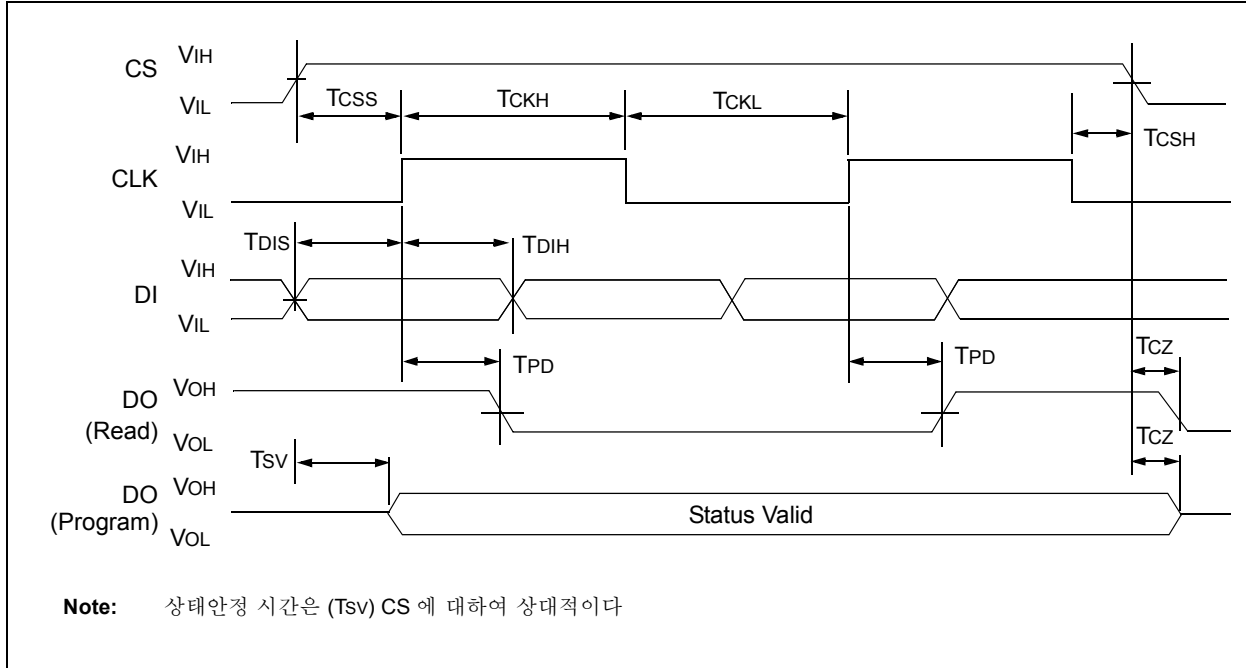 CS VIH
VIL
TCSS TCKH TCKL
TCSH
CLK VIH
VIL
TDIS TDIH
DI VIH
VIL
TPD TPD TCZ
DO (Read) VOH
VOL
TSV TCZ
DO (Program) VOH
VOL
Status Valid
Note: 상태안정 시간은 (TSV) CS 에 대하여 상대적이다